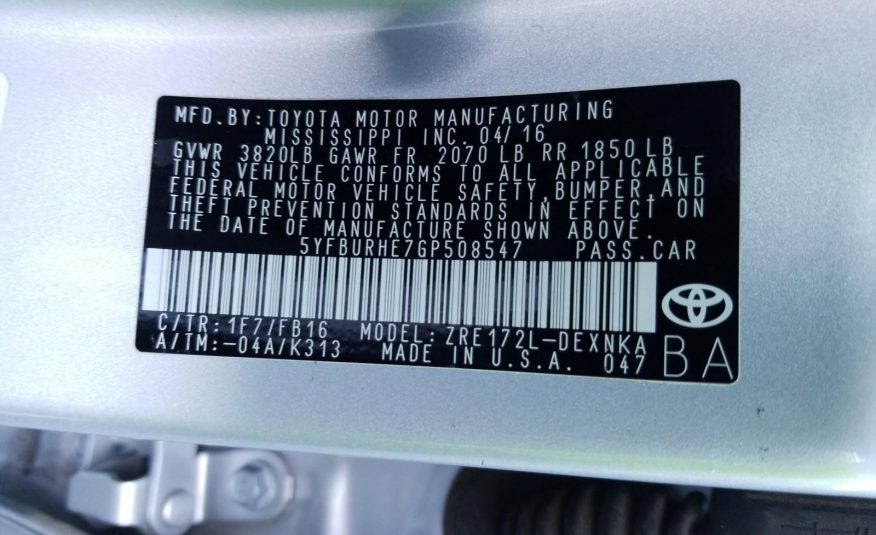 MFD.BY:TOYOTA MOTOR MANUFACTURING
MISSISSIPPI INC. 04/16
GVWR 3820LB GAWR FR 2070 LB RR 1850 LB
THIS VEHICLE CONFORMS TO ALL APPLICABLE
FEDERAL MOTOR VEHICLE SAFETY, BUMPER, AND
THEFT PREVENTION STANDARDS IN EFFECT ON
THE DATE OF MANUFACTURE SHOWN ABOVE.
5YFBURHE7GP508547 PASS.CAR
C/TR:1F7/FB16 MODEL: ZRE172L-DEXNKA
A/TM:-04A/K313 MADE IN U.S.A. 047 BA